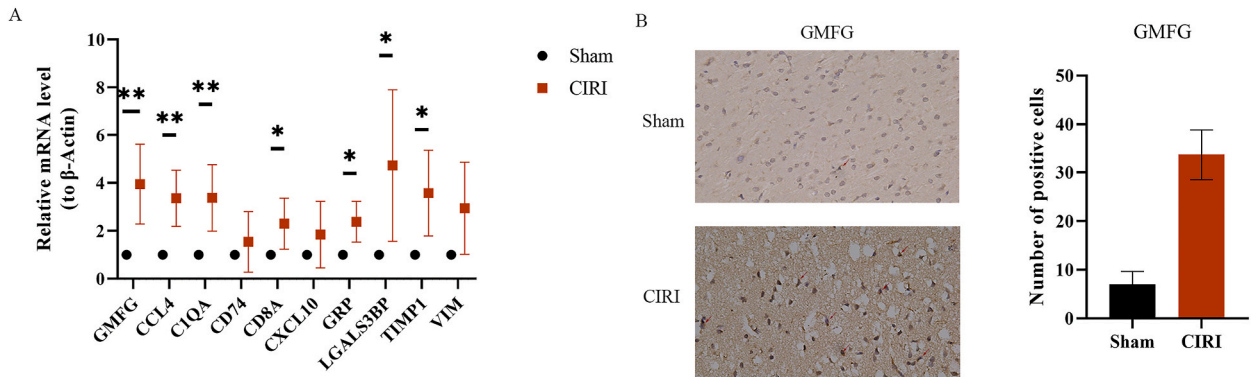 A
Relative mRNA level
(to β-Actin)
10
8
6
4
2
0
** ** ** * * * *
GMFG
CCL4
C1QA
CD74
CD8A
CXCL10
GRP
LGALS3BP
TIMP1
VIM
Sham
CIRI
B
GMFG
Sham
CIRI
GMFG
Number of positive cells
50
40
30
20
10
0
Sham
CIRI